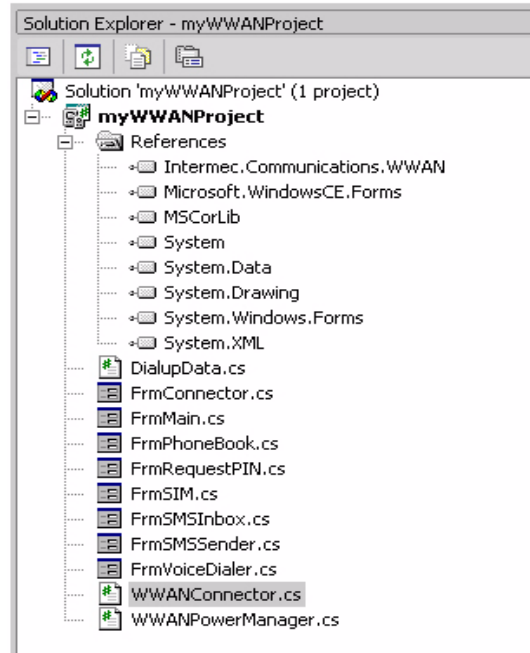 Solution Explorer - myWWANProject
Solution 'myWWANProject' (1 project)
myWWANProject
References
Intermec.Communications.WWAN
Microsoft.WindowsCE.Forms
MSCorLib
System
System.Data
System.Drawing
System.Windows.Forms
System.XML
DialupData.cs
FrmConnector.cs
FrmMain.cs
FrmPhoneBook.cs
FrmRequestPIN.cs
FrmSIM.cs
FrmSMSInbox.cs
FrmSMSSender.cs
FrmVoiceDialer.cs
WWANConnector.cs
WWANPowerManager.cs